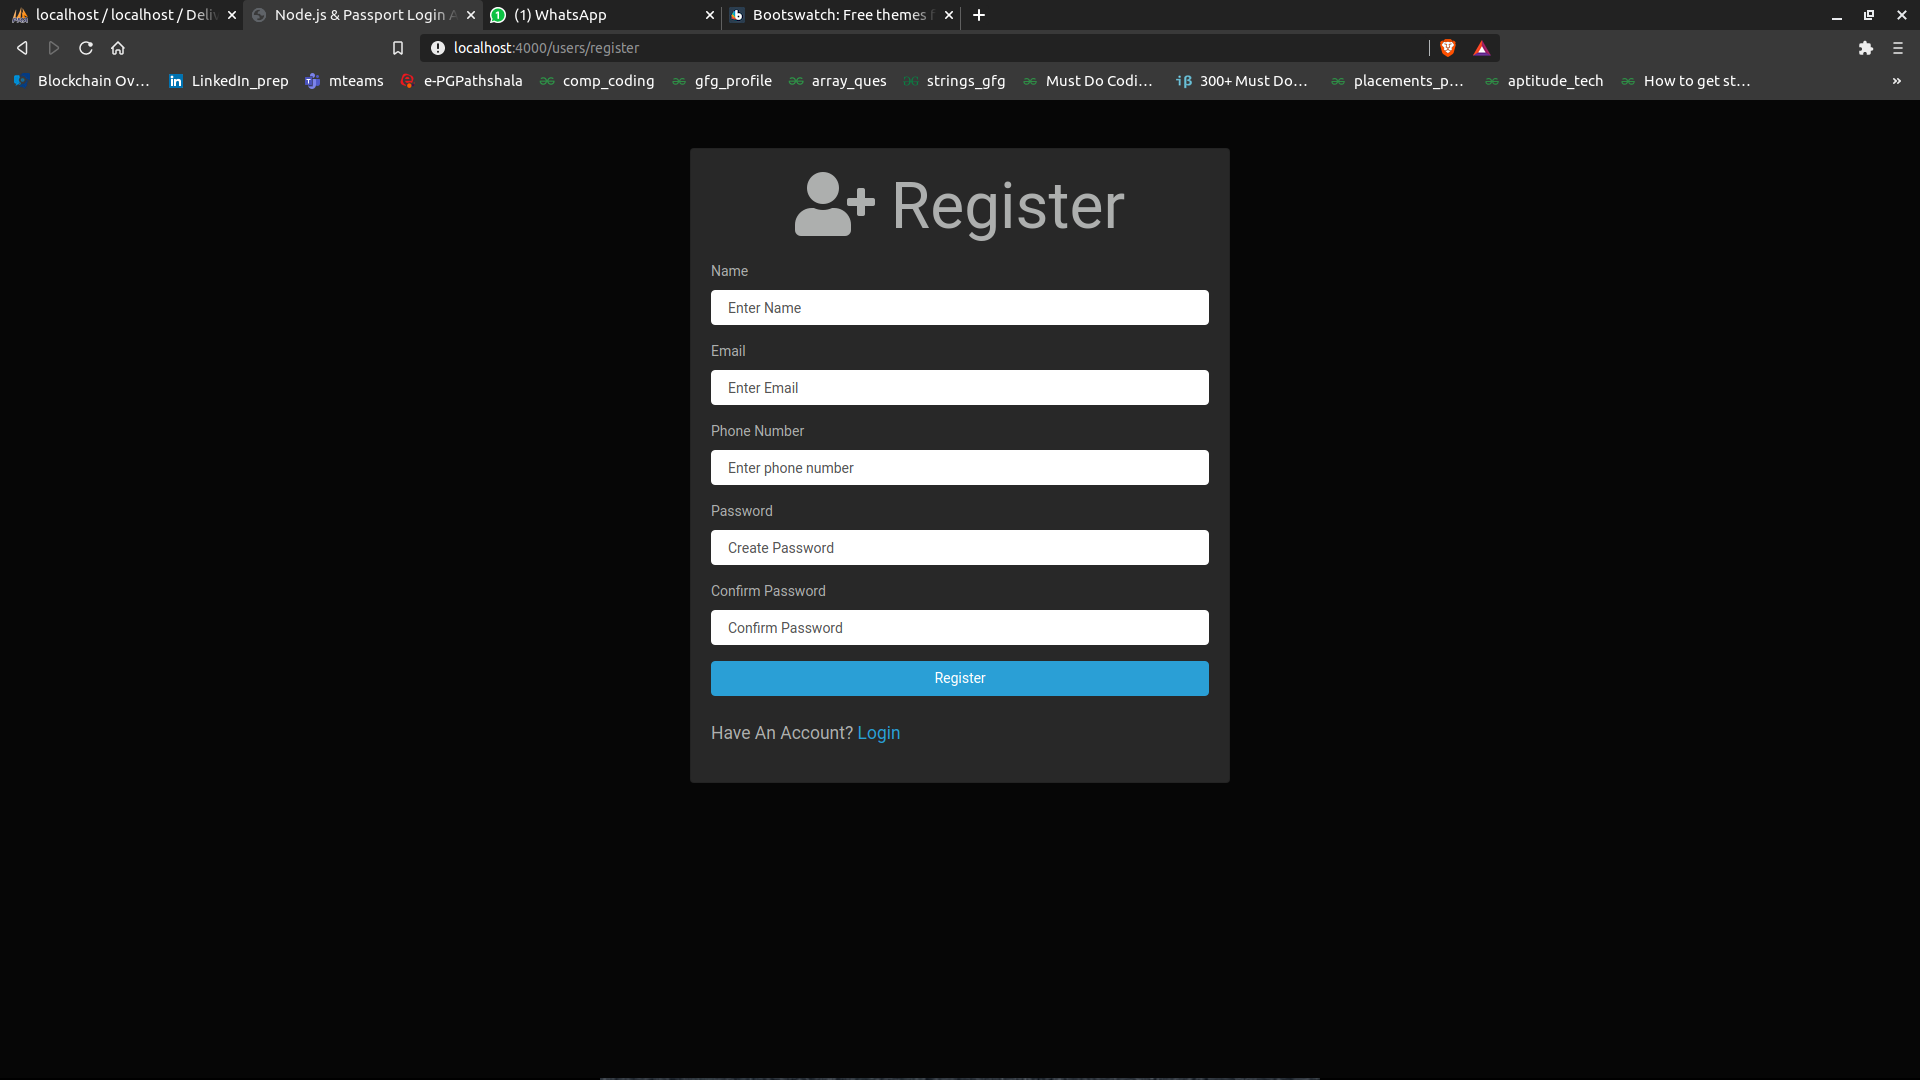 localhost / localhost / Deliv
Node.js & Passport Login A
(1) WhatsApp
Bootswatch: Free themes f
localhost:4000/users/register
Blockchain Ov...
LinkedIn_prep
mteams
e-PGPathshala
comp_coding
gfg_profile
array_ques
strings_gfg
Must Do Codi...
300+ Must Do...
placements_p...
aptitude_tech
How to get st...
Register
Name
Enter Name
Email
Enter Email
Phone Number
Enter phone number
Password
Create Password
Confirm Password
Confirm Password
Register
Have An Account? Login